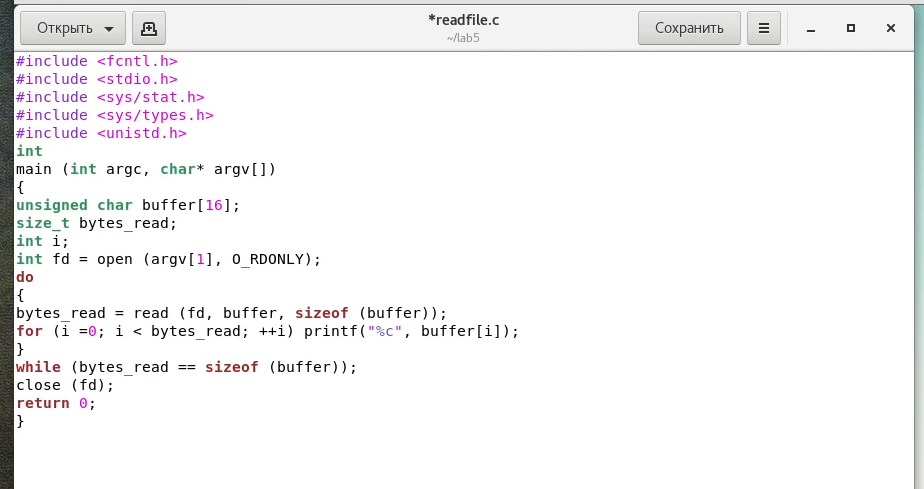 Открыть
*readfile.c
~/lab5
Сохранить
#include <fcntl.h>
#include <stdio.h>
#include <sys/stat.h>
#include <sys/types.h>
#include <unistd.h>
int
main (int argc, char* argv[])
{
unsigned char buffer[16];
size_t bytes_read;
int i;
int fd = open (argv[1], O_RDONLY);
do
{
bytes_read = read (fd, buffer, sizeof (buffer));
for (i =0; i < bytes_read; ++i) printf("%c", buffer[i]);
}
while (bytes_read == sizeof (buffer));
close (fd);
return 0;
}